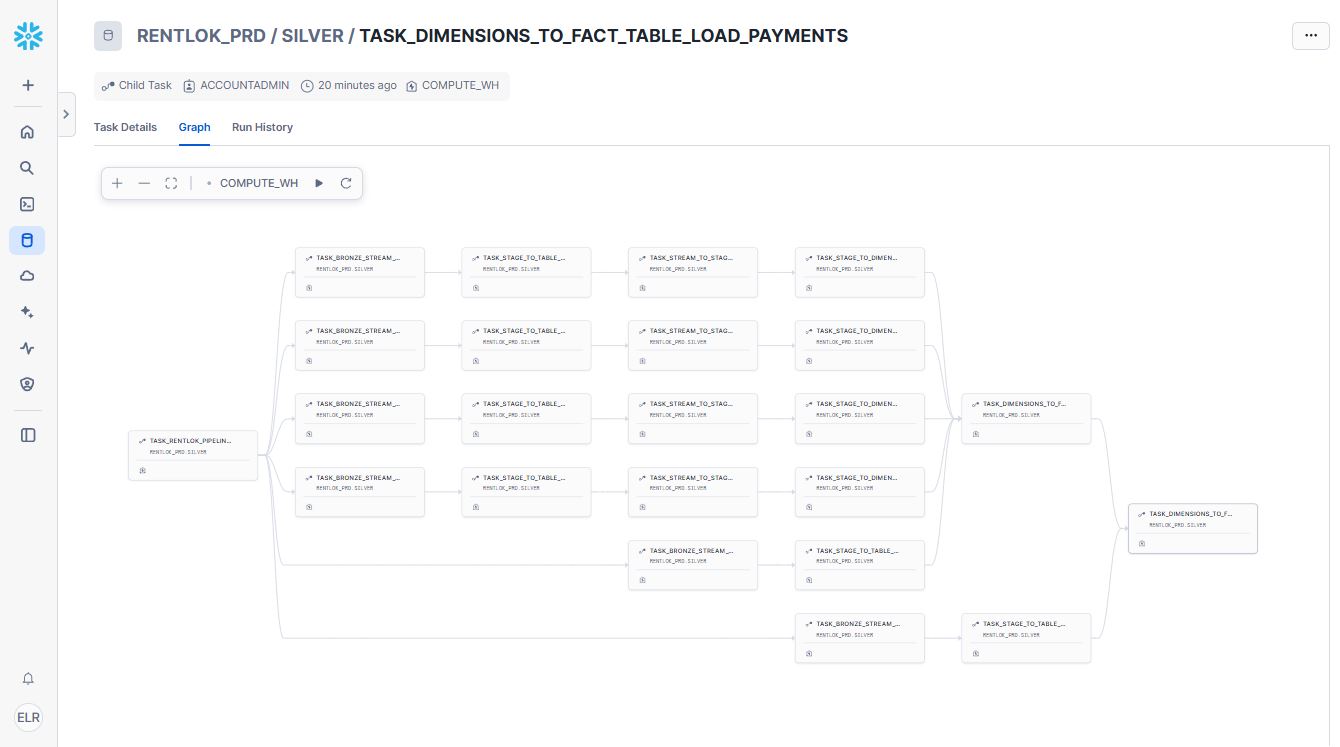 RENTLOK_PRD / SILVER / TASK_DIMENSIONS_TO_FACT_TABLE_LOAD_PAYMENTS
Child Task ACCOUNTADMIN 20 minutes ago COMPUTE_WH
Task Details Graph Run History
COMPUTE_WH
TASK_BRONZE_STREAM_... TASK_STAGE_TO_TABLE_... TASK_STREAM_TO_STAG... TASK_STAGE_TO_DIMEN...
RENTLOK_PRD.SILVER RENTLOK_PRD.SILVER RENTLOK_PRD.SILVER RENTLOK_PRD.SILVER
TASK_BRONZE_STREAM_... TASK_STAGE_TO_TABLE_... TASK_STREAM_TO_STAG... TASK_STAGE_TO_DIMEN...
RENTLOK_PRD.SILVER RENTLOK_PRD.SILVER RENTLOK_PRD.SILVER RENTLOK_PRD.SILVER
TASK_BRONZE_STREAM_... TASK_STAGE_TO_TABLE_... TASK_STREAM_TO_STAG... TASK_STAGE_TO_DIMEN... TASK_DIMENSIONS_TO_F...
RENTLOK_PRD.SILVER RENTLOK_PRD.SILVER RENTLOK_PRD.SILVER RENTLOK_PRD.SILVER RENTLOK_PRD.SILVER
TASK_RENTLOK_PIPELIN...
RENTLOK_PRD.SILVER
TASK_BRONZE_STREAM_... TASK_STAGE_TO_TABLE_... TASK_STREAM_TO_STAG... TASK_STAGE_TO_DIMEN...
RENTLOK_PRD.SILVER RENTLOK_PRD.SILVER RENTLOK_PRD.SILVER RENTLOK_PRD.SILVER
TASK_DIMENSIONS_TO_F...
RENTLOK_PRD.SILVER
TASK_BRONZE_STREAM_... TASK_STAGE_TO_TABLE_...
RENTLOK_PRD.SILVER RENTLOK_PRD.SILVER
TASK_BRONZE_STREAM_... TASK_STAGE_TO_TABLE_...
RENTLOK_PRD.SILVER RENTLOK_PRD.SILVER
ELR